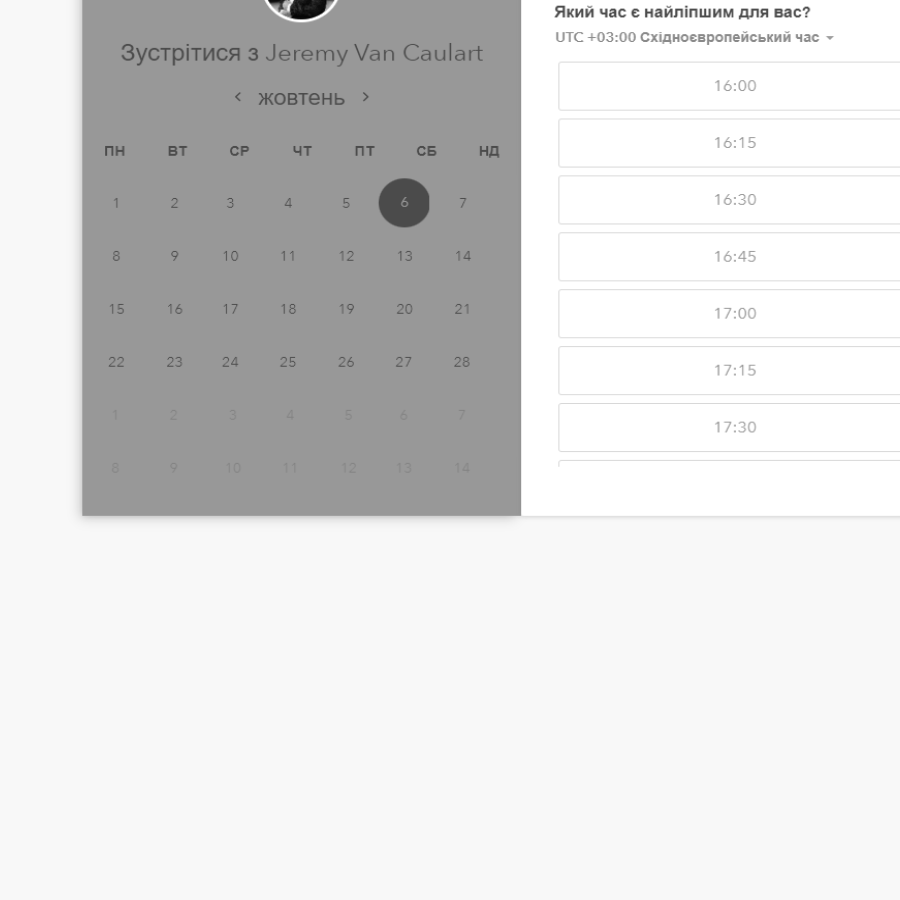 Зустрітися з Jeremy Van Caulart
‹ жовтень ›
ПН ВТ СР ЧТ ПТ СБ НД
1 2 3 4 5 6 7
8 9 10 11 12 13 14
15 16 17 18 19 20 21
22 23 24 25 26 27 28
1 2 3 4 5 6 7
8 9 10 11 12 13 14
Який час є найліпшим для вас?
UTC +03:00 Східноєвропейський час
16:00
16:15
16:30
16:45
17:00
17:15
17:30